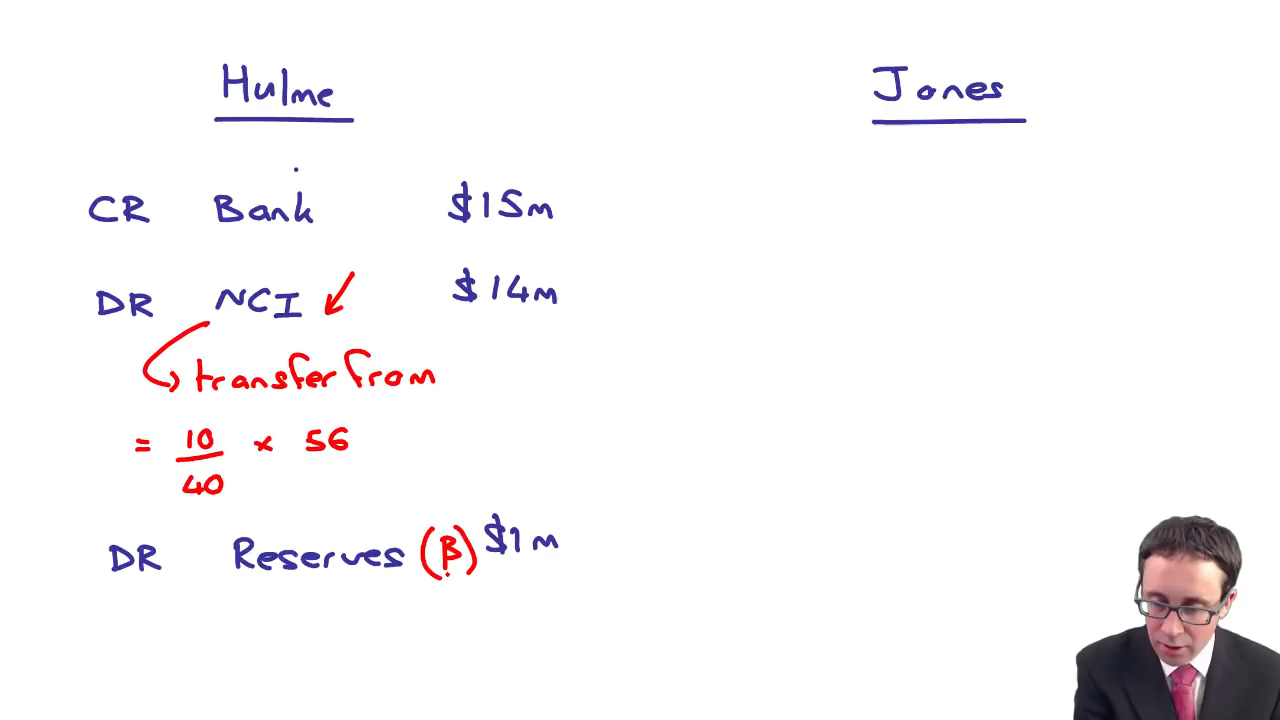 Hulme
Jones
CR Bank $15m
DR NCI $14m
transfer from
= 10/40 × 56
DR Reserves (β) $1m